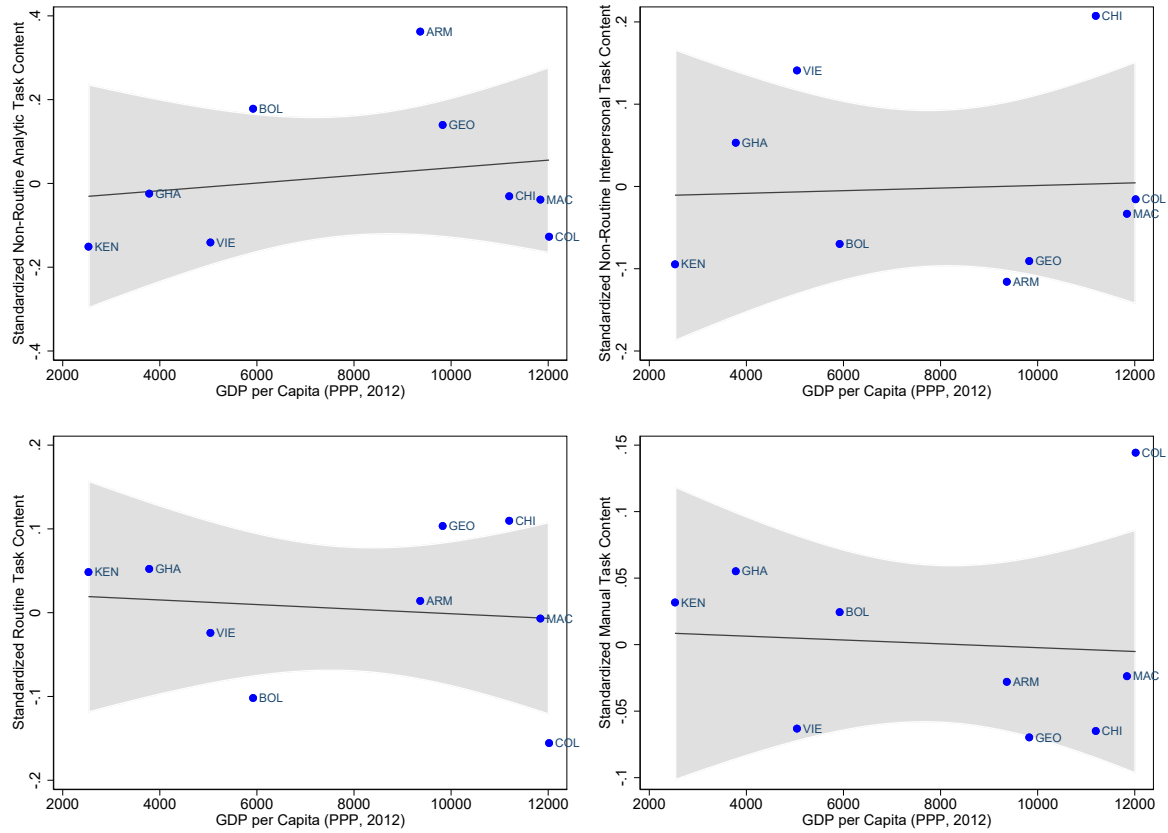 Standardized Non-Routine Analytic Task Content
.4
.2
0
-.2
-.4
ARM
BOL
GEO
GHA
CHI
MAC
VIE
KEN
COL
2000
4000
6000
8000
10000
12000
GDP per Capita (PPP, 2012)
Standardized Non-Routine Interpersonal Task Content
.2
.1
0
-.1
-.2
CHI
VIE
GHA
COL
MAC
BOL
KEN
GEO
ARM
2000
4000
6000
8000
10000
12000
GDP per Capita (PPP, 2012)
Standardized Routine Task Content
.2
.1
0
-.1
-.2
GEO
CHI
KEN
GHA
ARM
MAC
VIE
BOL
COL
2000
4000
6000
8000
10000
12000
GDP per Capita (PPP, 2012)
Standardized Manual Task Content
.15
.1
.05
0
-.05
-.1
COL
GHA
KEN
BOL
MAC
ARM
VIE
CHI
GEO
2000
4000
6000
8000
10000
12000
GDP per Capita (PPP, 2012)